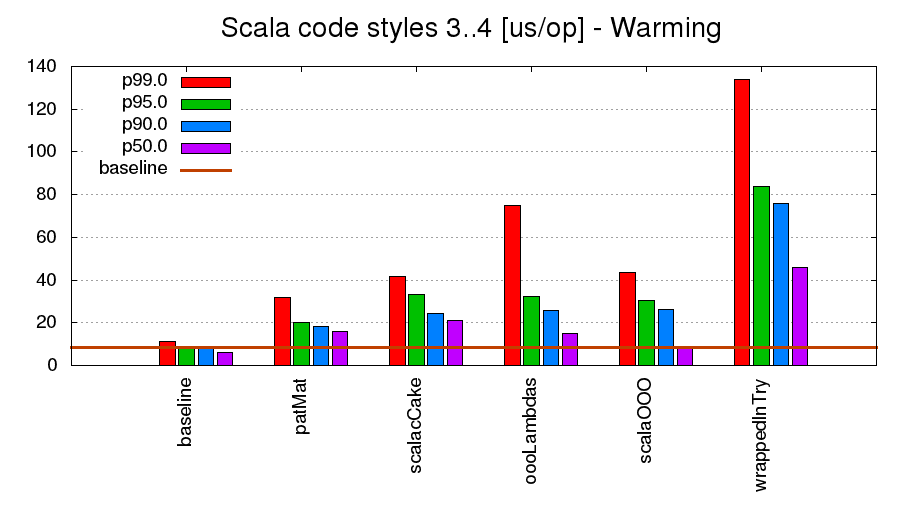 Scala code styles 3..4 [us/op] - Warming
140
120
100
80
60
40
20
0
p99.0
p95.0
p90.0
p50.0
baseline
baseline
patMat
scalacCake
oooLambdas
scalaOOO
wrappedInTry